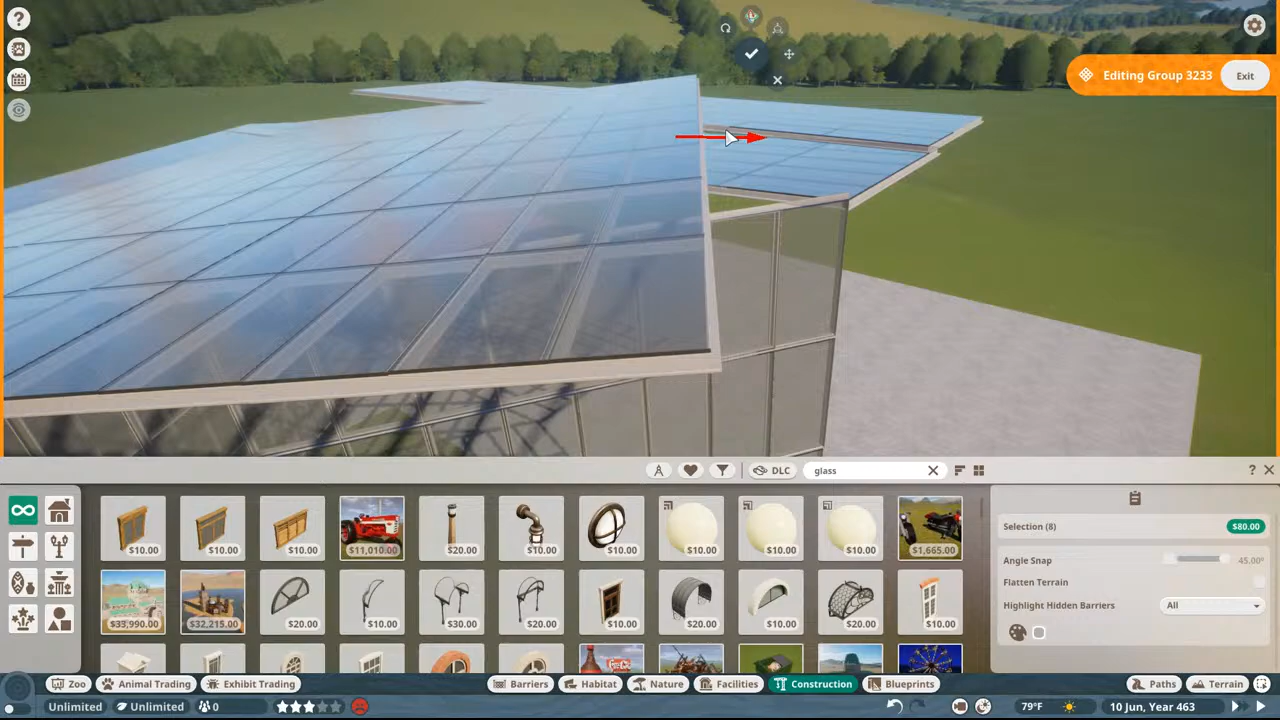 ?
Editing Group 3233
Exit
DLC
glass
?
$10.00
$10.00
$10.00
$11,010.00
$20.00
$10.00
$10.00
$10.00
$10.00
$10.00
$1,665.00
$33,990.00
$32,215.00
$20.00
$10.00
$30.00
$20.00
$10.00
$20.00
$10.00
$20.00
$10.00
Selection (8)
$80.00
Angle Snap
45.00°
Flatten Terrain
Highlight Hidden Barriers
All
Zoo
Animal Trading
Exhibit Trading
Barriers
Habitat
Nature
Facilities
Construction
Blueprints
Paths
Terrain
Unlimited
Unlimited
0
79°F
10 Jun, Year 463